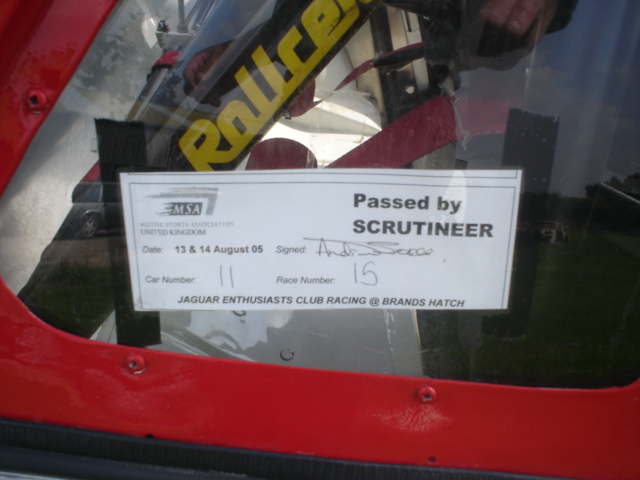 Rollcen
MSA
MOTOR SPORTS ASSOCIATION
UNITED KINGDOM
Passed by
SCRUTINEER
Date: 13 & 14 August 05 Signed:
Car Number: 11 Race Number: 15
JAGUAR ENTHUSIASTS CLUB RACING @ BRANDS HATCH